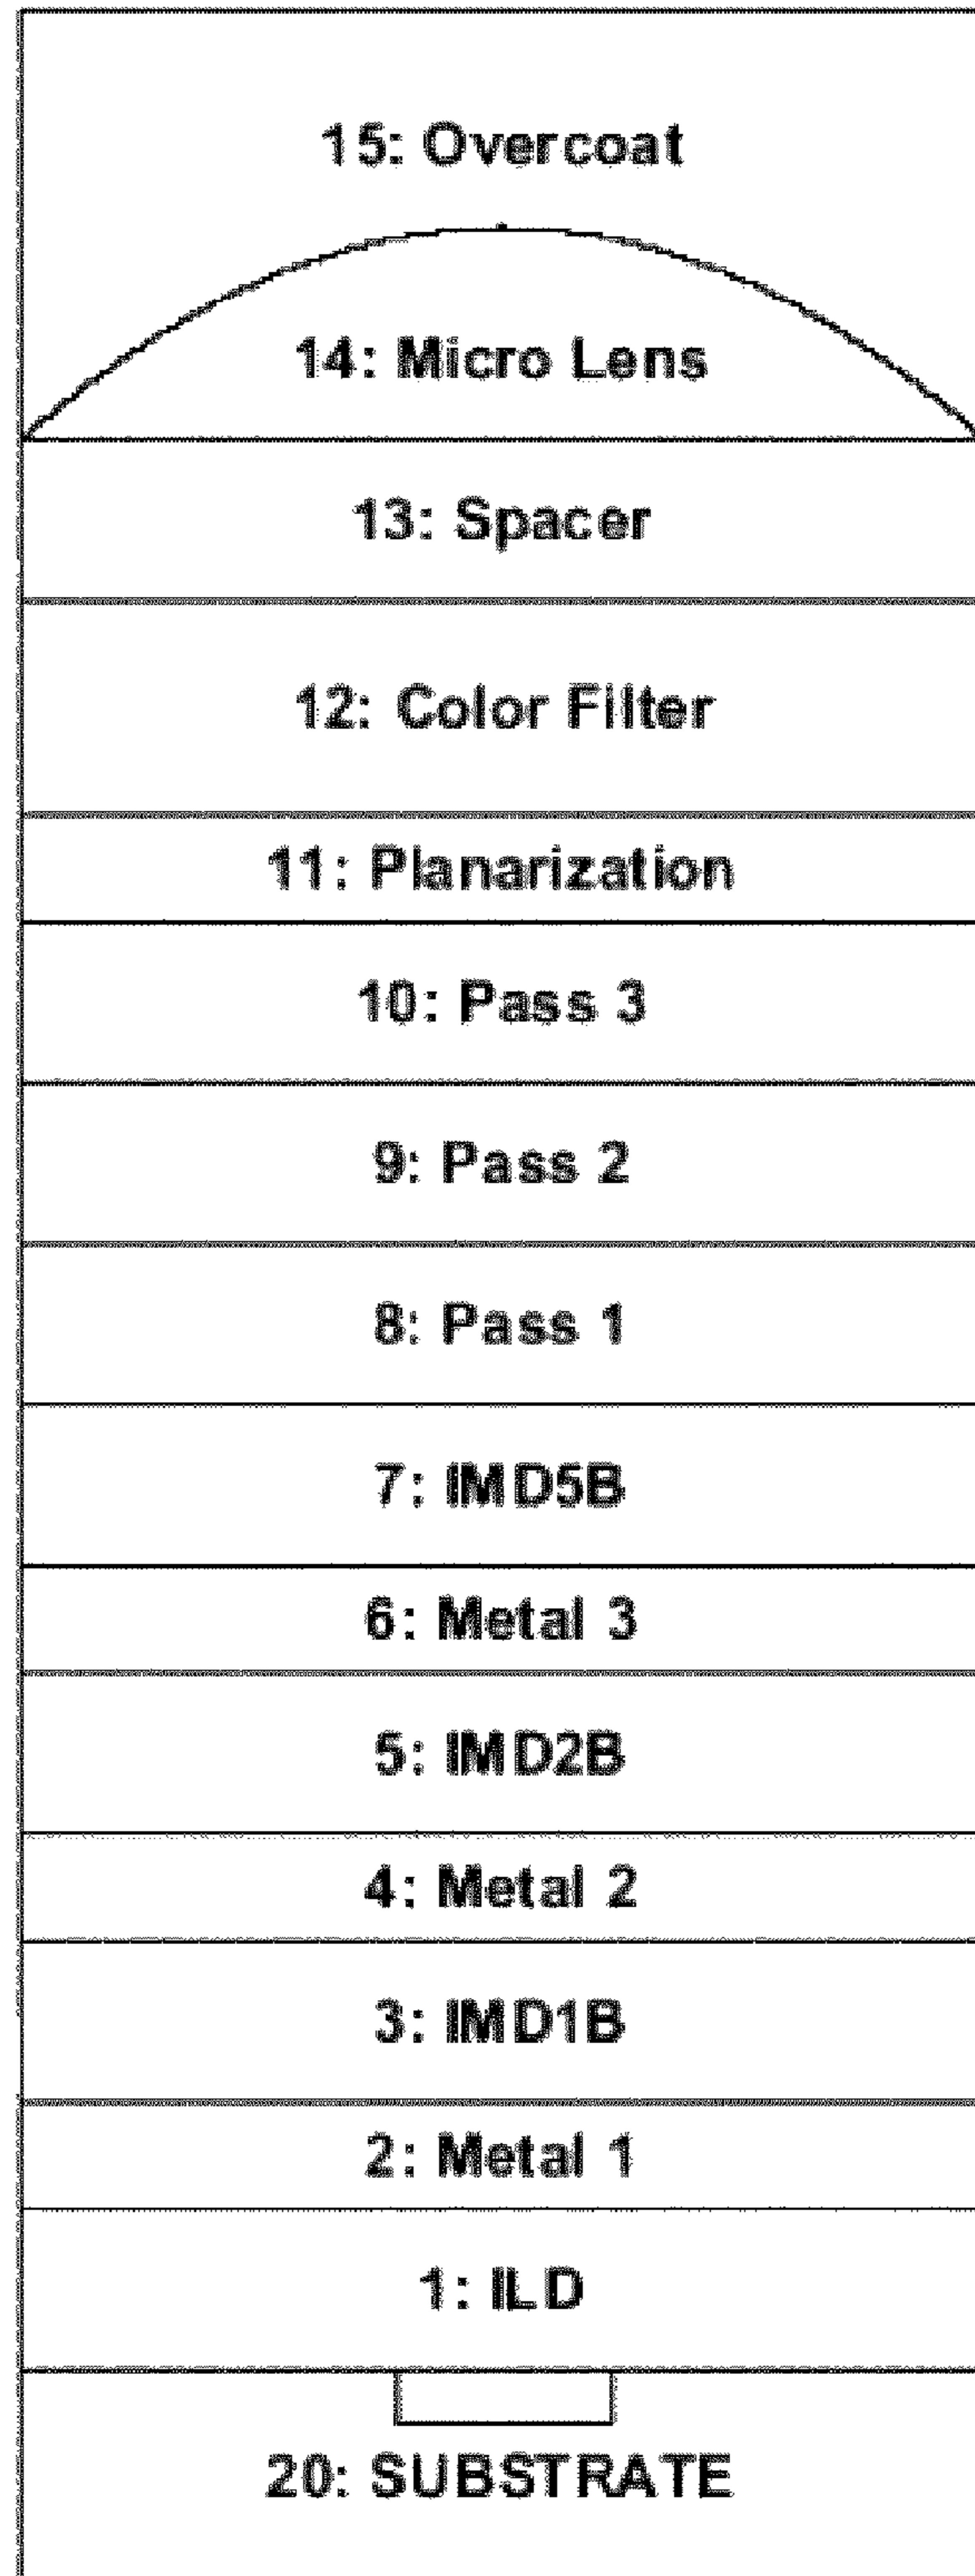 15: Overcoat
14: Micro Lens
13: Spacer
12: Color Filter
11: Planarization
10: Pass 3
9: Pass 2
8: Pass 1
7: IMD5B
6: Metal 3
5: IMD2B
4: Metal 2
3: IMD1B
2: Metal 1
1: ILD
20: SUBSTRATE